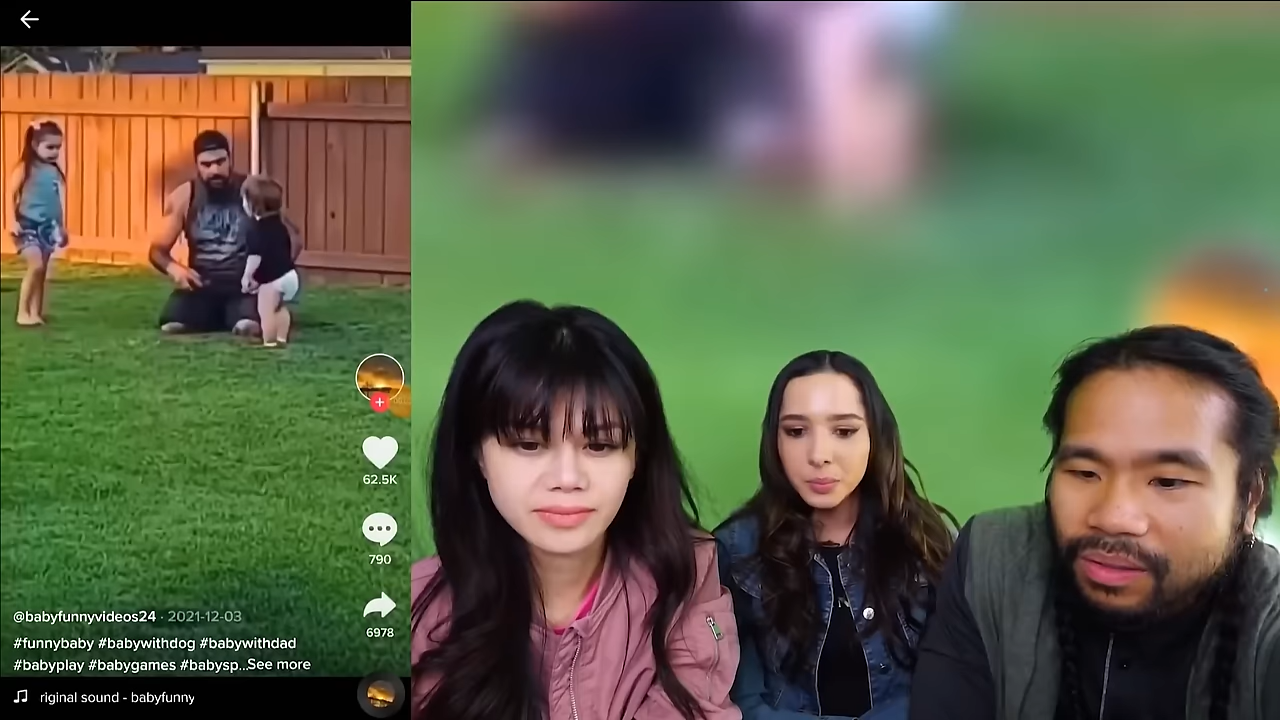 62.5K
790
6978
@babyfunnyvideos24 · 2021-12-03
#funnybaby #babywithdog #babywithdad
#babyplay #babygames #babysp...See more
riginal sound - babyfunny